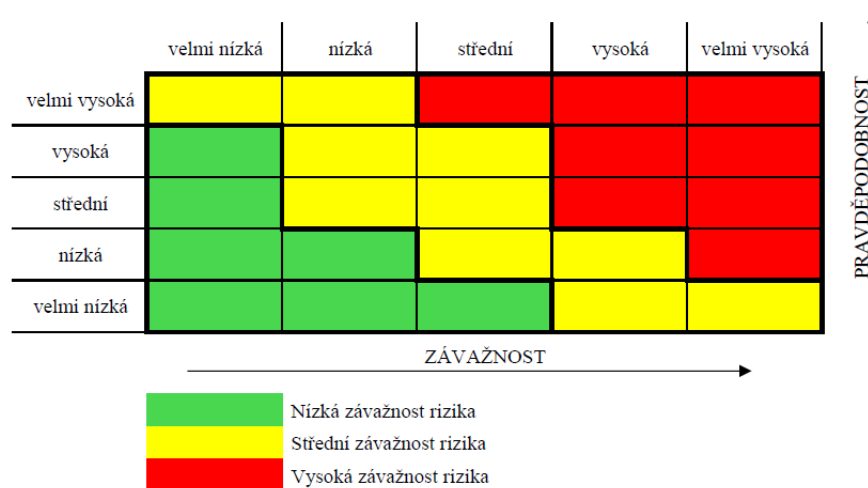 velmi nízká nízká střední vysoká velmi vysoká
velmi vysoká
vysoká
střední
nízká
velmi nízká
PRAVDĚPODOBNOST
ZÁVAŽNOST
Nízká závažnost rizika
Střední závažnost rizika
Vysoká závažnost rizika